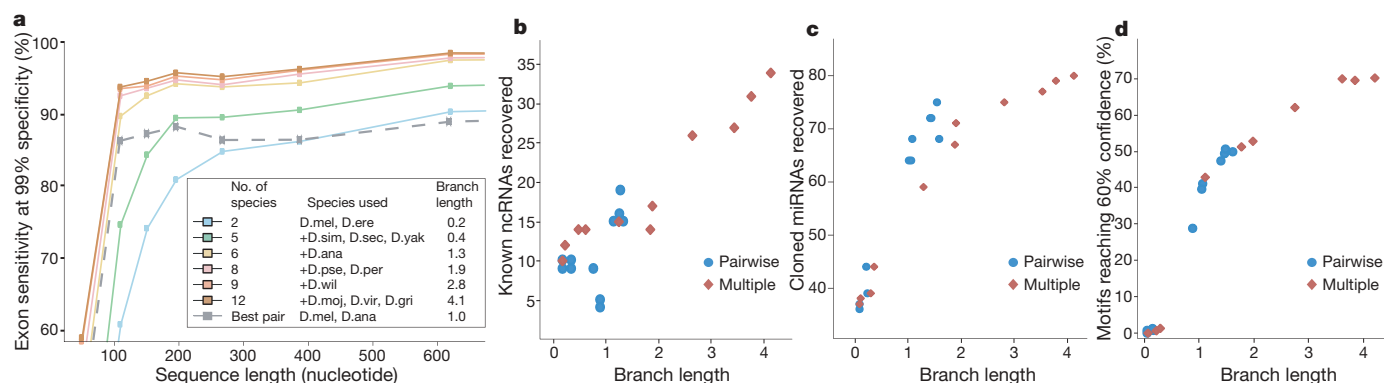 a
Exon sensitivity at 99% specificity (%)
100
90
80
70
60
100
200
300
400
500
600
Sequence length (nucleotide)
No. of species
Species used
Branch length
2 D.mel, D.ere 0.2
5 +D.sim, D.sec, D.yak 0.4
6 +D.ana 1.3
8 +D.pse, D.per 1.9
9 +D.wil 2.8
12 +D.moj, D.vir, D.gri 4.1
Best pair D.mel, D.ana 1.0
b
Known ncRNAs recovered
35
30
25
20
15
10
5
0
1
2
3
4
Branch length
Pairwise
Multiple
c
Cloned miRNAs recovered
80
70
60
50
40
0
1
2
3
4
Branch length
Pairwise
Multiple
d
Motifs reaching 60% confidence (%)
70
60
50
40
30
20
10
0
0
1
2
3
4
Branch length
Pairwise
Multiple